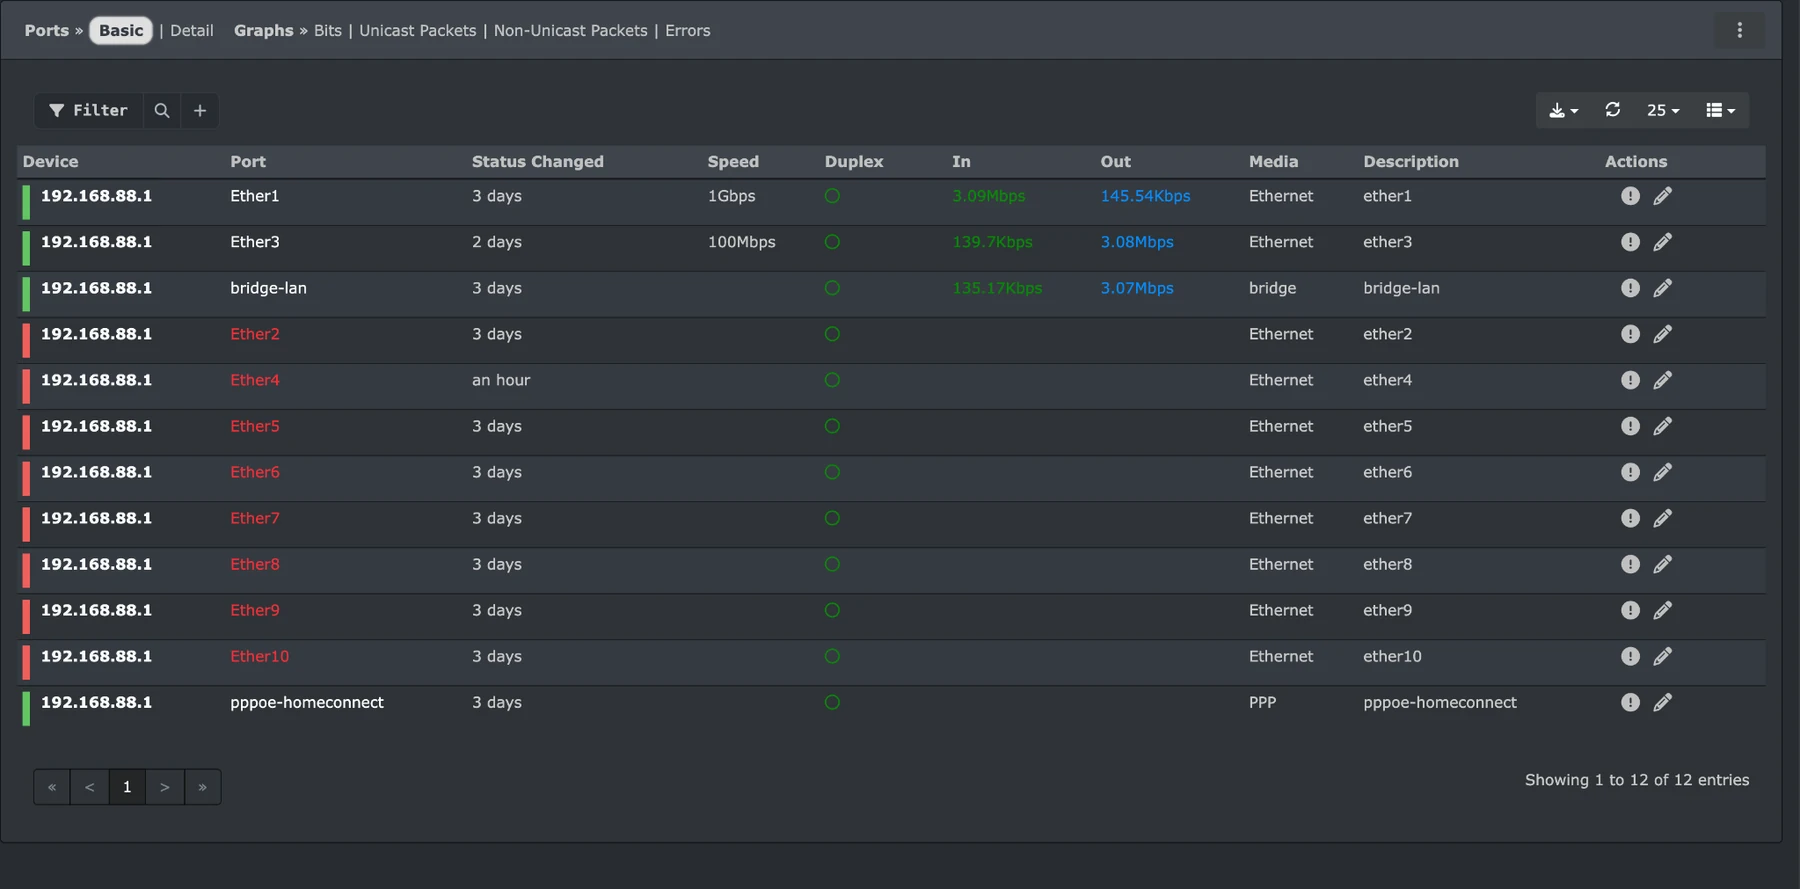 Ports » Basic | Detail Graphs » Bits | Unicast Packets | Non-Unicast Packets | Errors
Filter + 25
Device Port Status Changed Speed Duplex In Out Media Description Actions
192.168.88.1 Ether1 3 days 1Gbps 3.09Mbps 145.54Kbps Ethernet ether1
192.168.88.1 Ether3 2 days 100Mbps 139.7Kbps 3.08Mbps Ethernet ether3
192.168.88.1 bridge-lan 3 days 135.17Kbps 3.07Mbps bridge bridge-lan
192.168.88.1 Ether2 3 days Ethernet ether2
192.168.88.1 Ether4 an hour Ethernet ether4
192.168.88.1 Ether5 3 days Ethernet ether5
192.168.88.1 Ether6 3 days Ethernet ether6
192.168.88.1 Ether7 3 days Ethernet ether7
192.168.88.1 Ether8 3 days Ethernet ether8
192.168.88.1 Ether9 3 days Ethernet ether9
192.168.88.1 Ether10 3 days Ethernet ether10
192.168.88.1 pppoe-homeconnect 3 days PPP pppoe-homeconnect
« < 1 > » Showing 1 to 12 of 12 entries